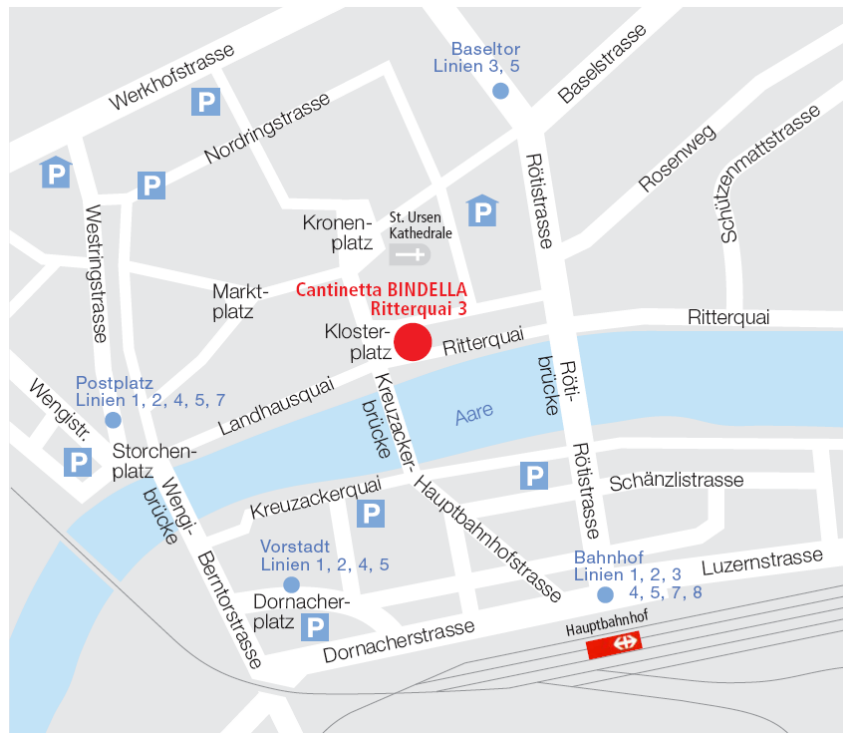 Baseltor
Linien 3, 5
Werkhofstrasse
P
Baselstrasse
Nordringstrasse
P
Rosenweg
Schützenmattstrasse
Rötistrasse
P
Westringstrasse
P
Kronen-
platz
St. Ursen
Kathedrale
Markt-
platz
Cantinetta BINDELLA
Ritterquai 3
Kloster-
platz
Ritterquai
Ritterquai
Landhausquai
Kreuzacker-
brücke
Röti-
brücke
Aare
Postplatz
Linien 1, 2, 4, 5, 7
Wengistr.
P
Storchen-
platz
Wengi-
brücke
Kreuzackerquai
P
Hauptbahnhofstrasse
P
Rötistrasse
Schänzlistrasse
Vorstadt
Linien 1, 2, 4, 5
Berntorstrasse
Dornacher-
platz
P
Dornacherstrasse
Bahnhof
Linien 1, 2, 3
4, 5, 7, 8
Luzernstrasse
Hauptbahnhof